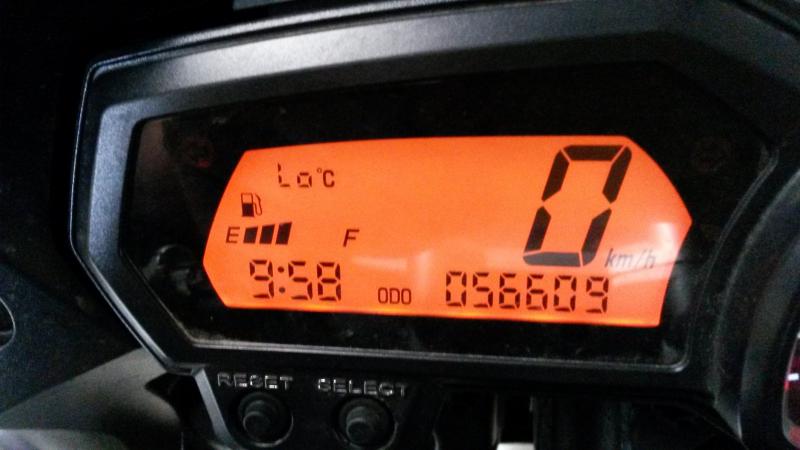 Lo°C
E F
0 km/h
9:58 ODO 056609
RESET SELECT